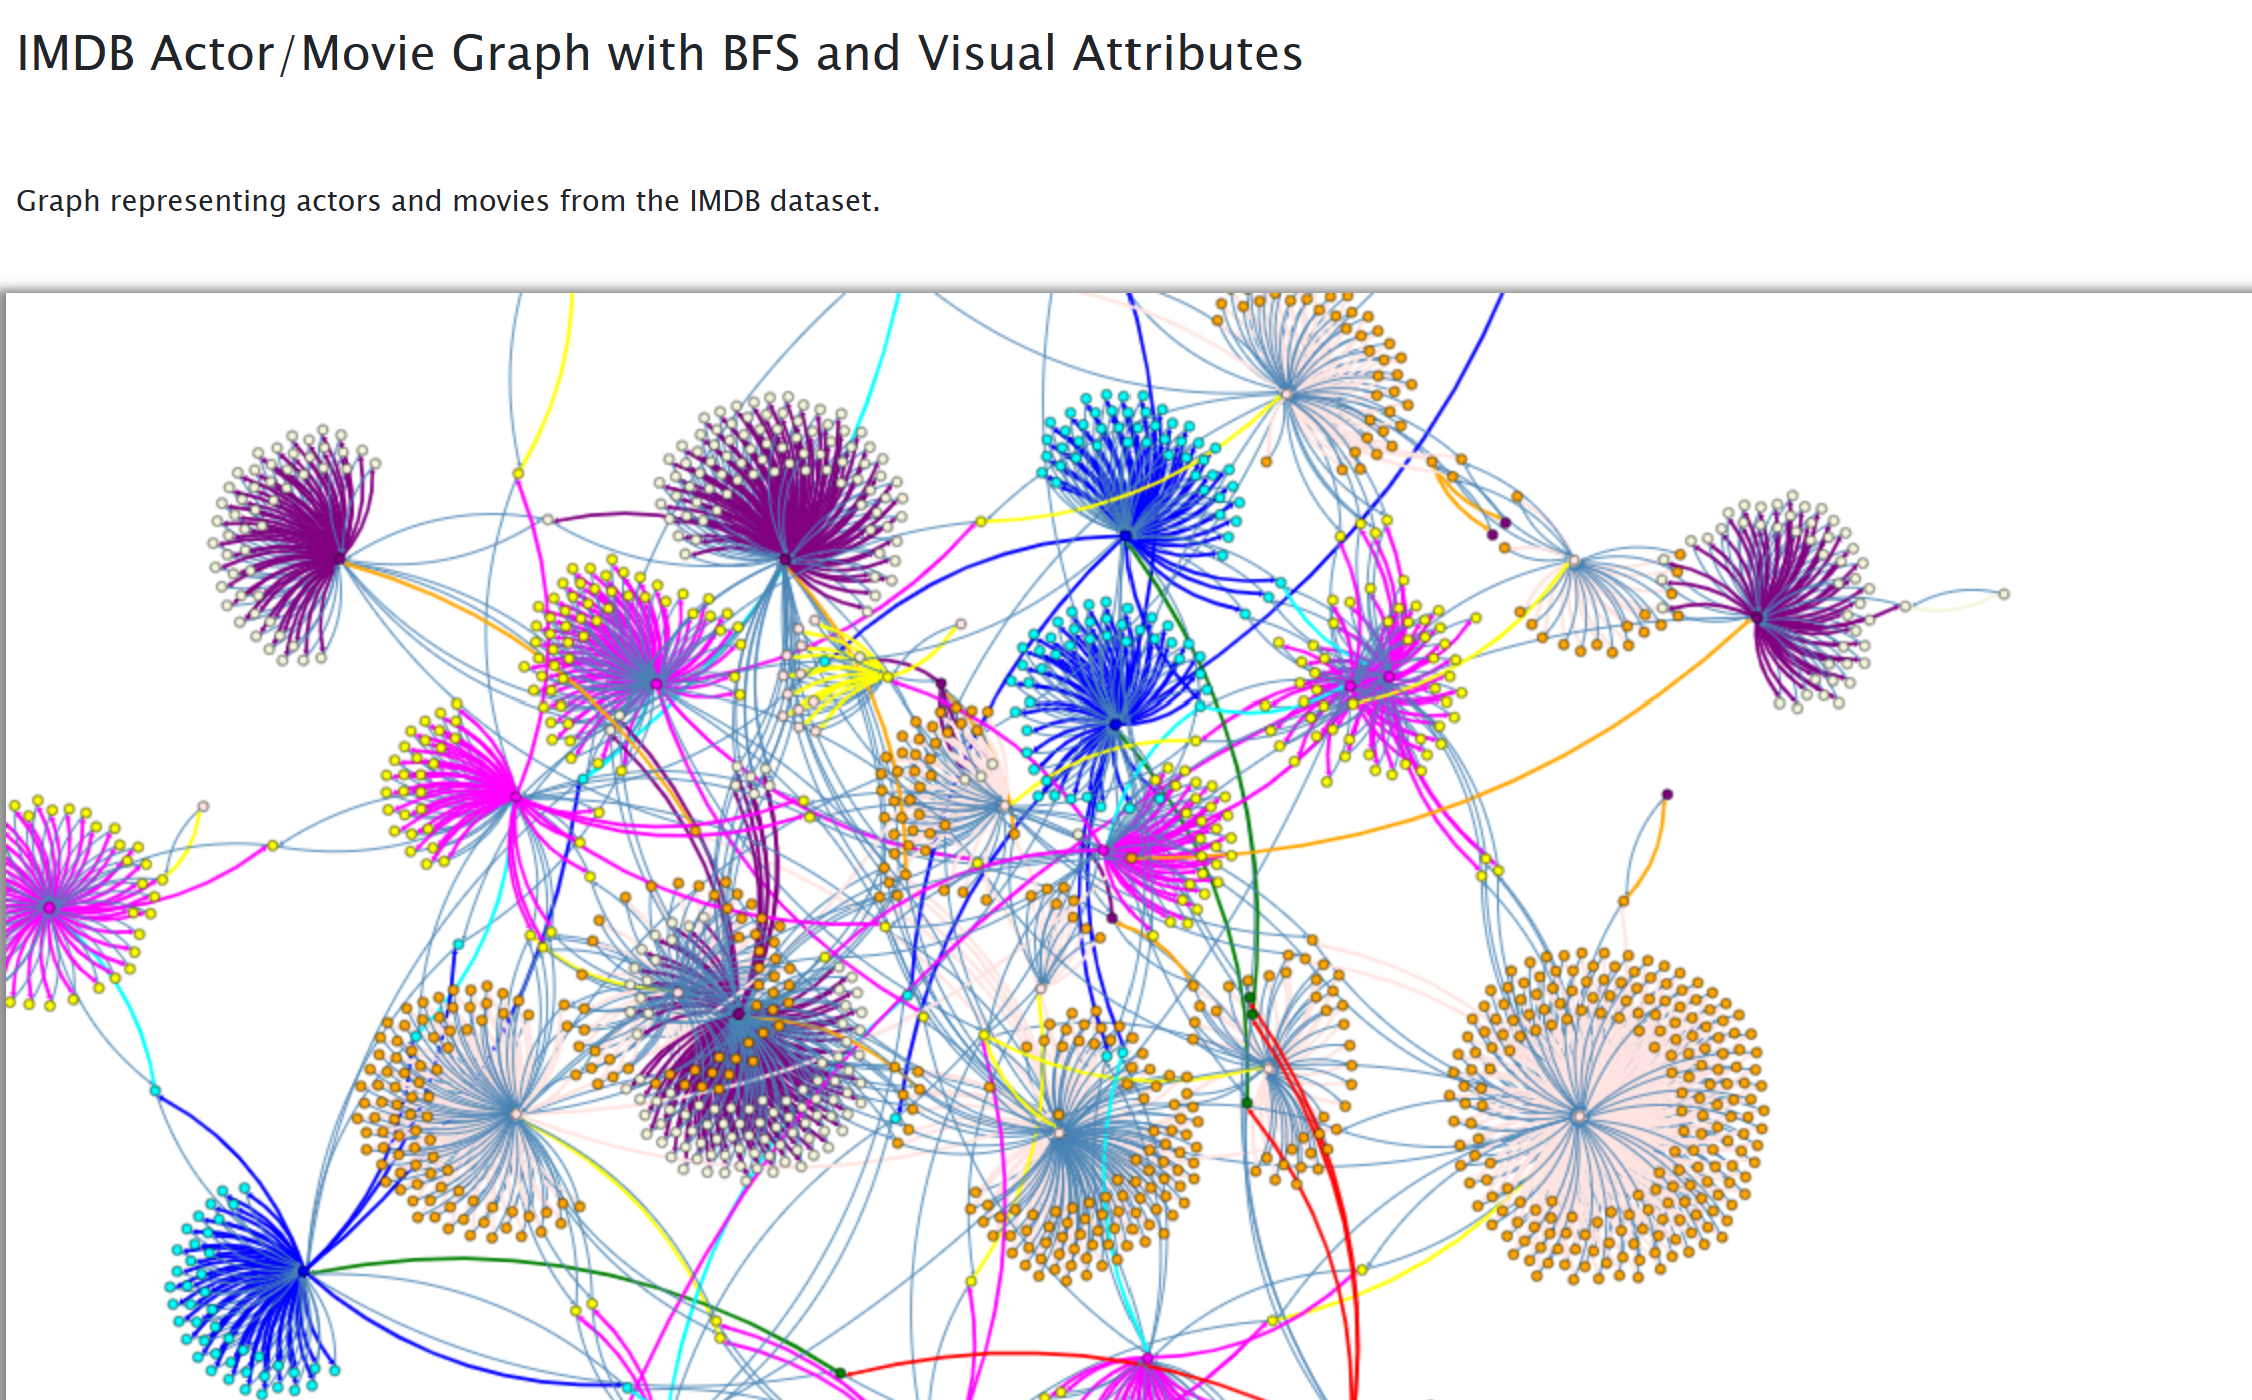 IMDB Actor/Movie Graph with BFS and Visual Attributes
Graph representing actors and movies from the IMDB dataset.